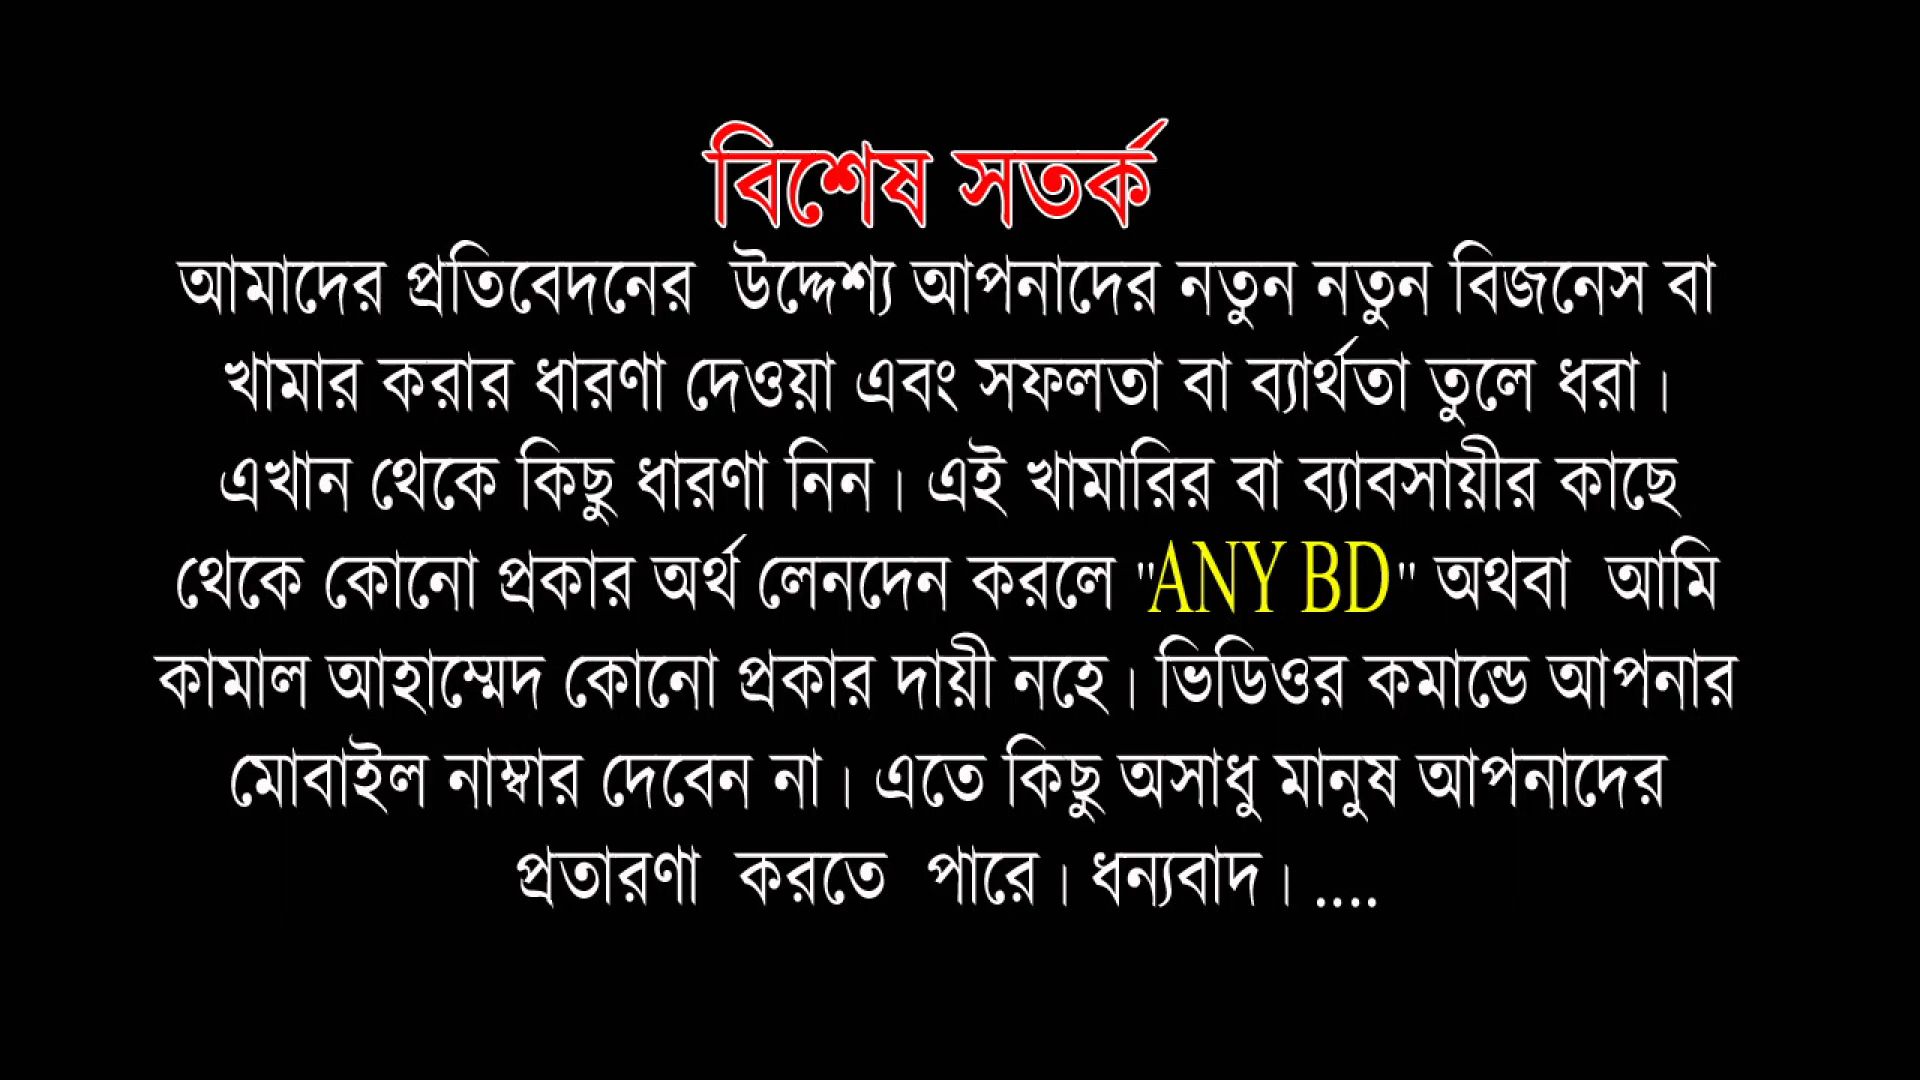 বিশেষ সতর্ক
আমাদের প্রতিবেদনের উদ্দেশ্য আপনাদের নতুন নতুন বিজনেস বা
খামার করার ধারণা দেওয়া এবং সফলতা বা ব্যার্থতা তুলে ধরা।
এখান থেকে কিছু ধারণা নিন। এই খামারির বা ব্যাবসায়ীর কাছে
থেকে কোনো প্রকার অর্থ লেনদেন করলে "ANY BD" অথবা আমি
কামাল আহাম্মেদ কোনো প্রকার দায়ী নহে। ভিডিওর কমান্ডে আপনার
মোবাইল নাম্বার দেবেন না। এতে কিছু অসাধু মানুষ আপনাদের
প্রতারণা করতে পারে। ধন্যবাদ। ....